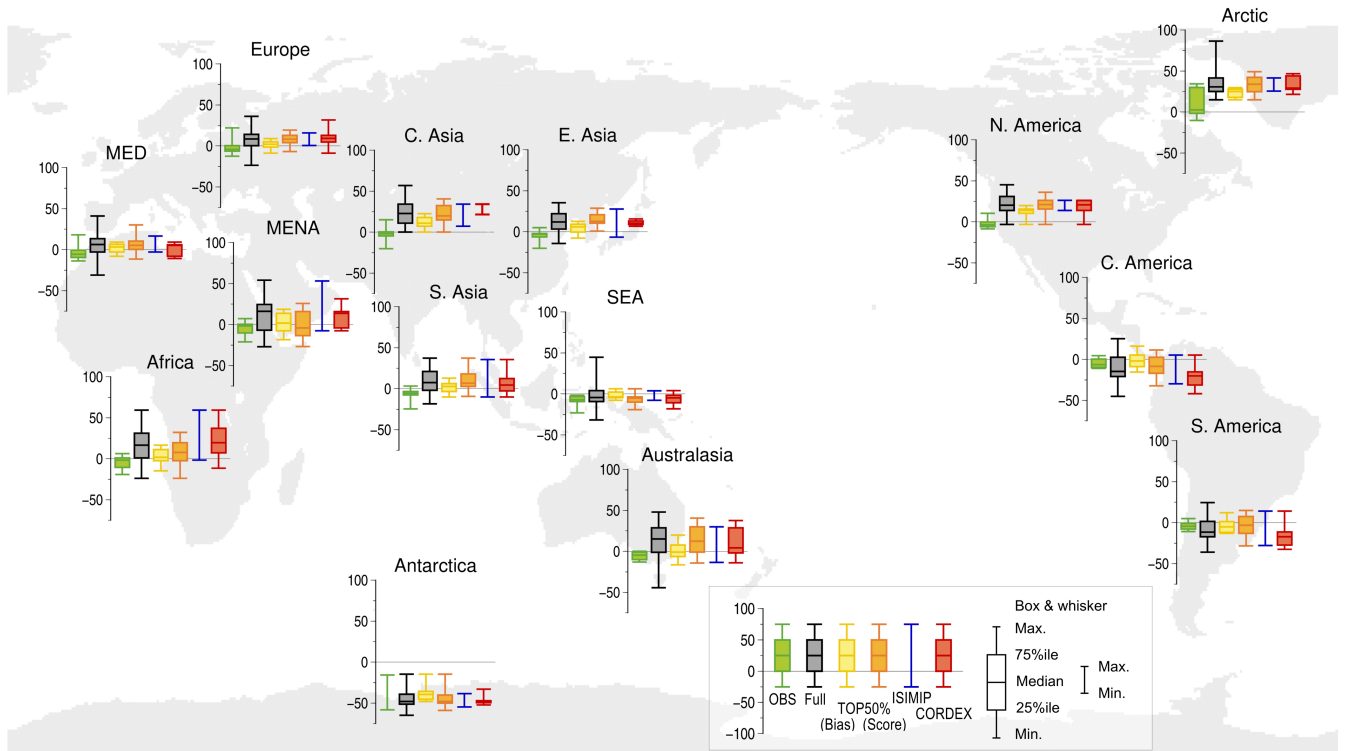 Arctic
100
50
0
−50
Europe
100
50
0
−50
N. America
100
50
0
−50
C. Asia
100
50
0
−50
E. Asia
100
50
0
−50
MED
100
50
0
−50
MENA
100
50
0
−50
C. America
100
50
0
−50
S. Asia
100
50
0
−50
SEA
100
50
0
−50
Africa
100
50
0
−50
S. America
100
50
0
−50
Australasia
100
50
0
−50
Antarctica
100
50
0
−50
100
50
0
−50
−100
OBS Full TOP50% ISIMIP
(Bias) (Score) CORDEX
Box & whisker
Max.
75%ile
Median
25%ile
Min.
Max.
Min.